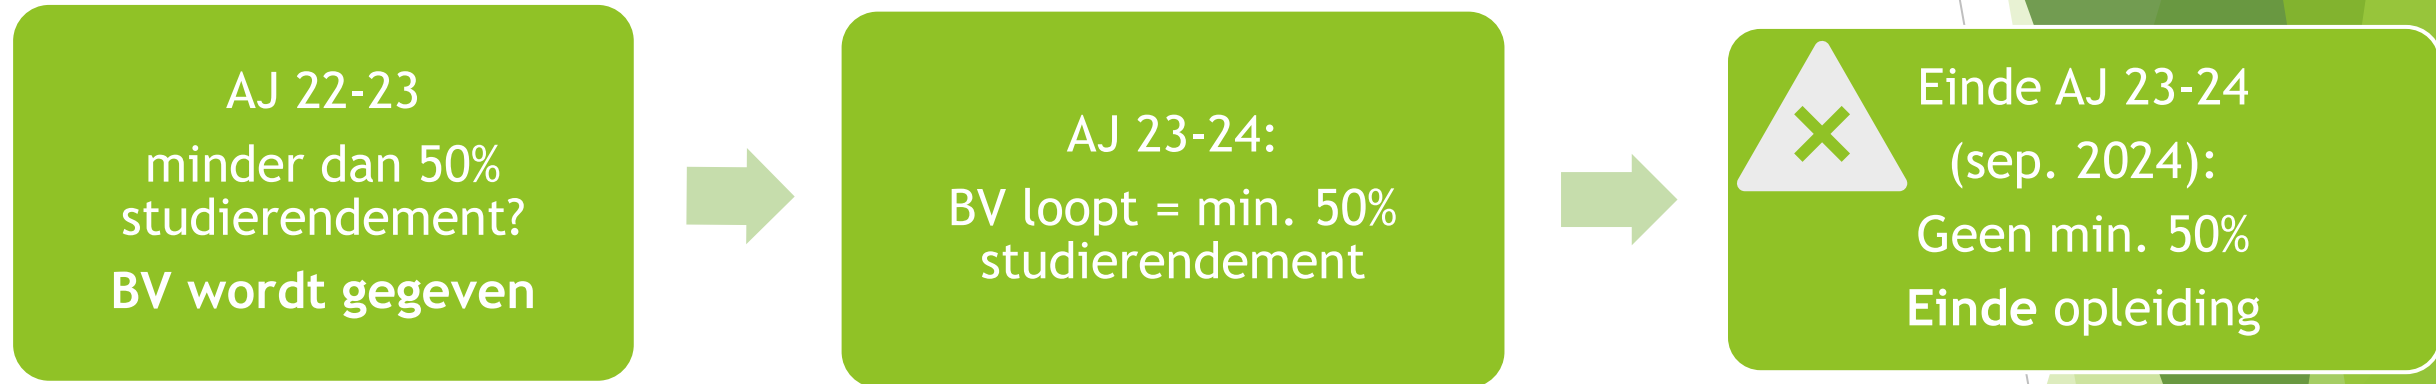 AJ 22-23
minder dan 50%
studierendement?
BV wordt gegeven
AJ 23-24:
BV loopt = min. 50%
studierendement
Einde AJ 23-24
(sep. 2024):
Geen min. 50%
Einde opleiding